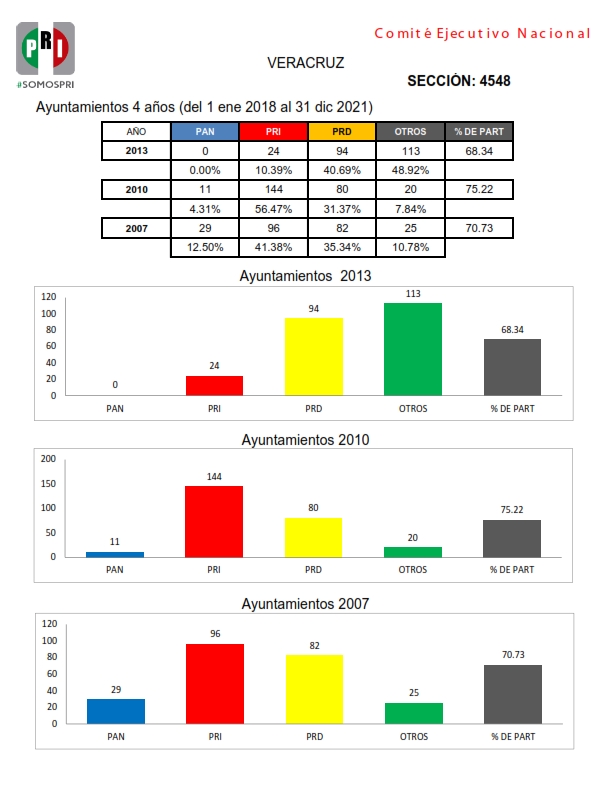 Comité Ejecutivo Nacional
PRI
#SOMOSPRI
VERACRUZ
SECCIÓN: 4548
Ayuntamientos 4 años (del 1 ene 2018 al 31 dic 2021)
AÑO PAN PRI PRD OTROS % DE PART
2013 0 24 94 113 68.34
0.00% 10.39% 40.69% 48.92%
2010 11 144 80 20 75.22
4.31% 56.47% 31.37% 7.84%
2007 29 96 82 25 70.73
12.50% 41.38% 35.34% 10.78%
Ayuntamientos 2013
120
100
80
60
40
20
0
0 24 94 113 68.34
PAN PRI PRD OTROS % DE PART
Ayuntamientos 2010
200
150
100
50
0
11 144 80 20 75.22
PAN PRI PRD OTROS % DE PART
Ayuntamientos 2007
120
100
80
60
40
20
0
29 96 82 25 70.73
PAN PRI PRD OTROS % DE PART